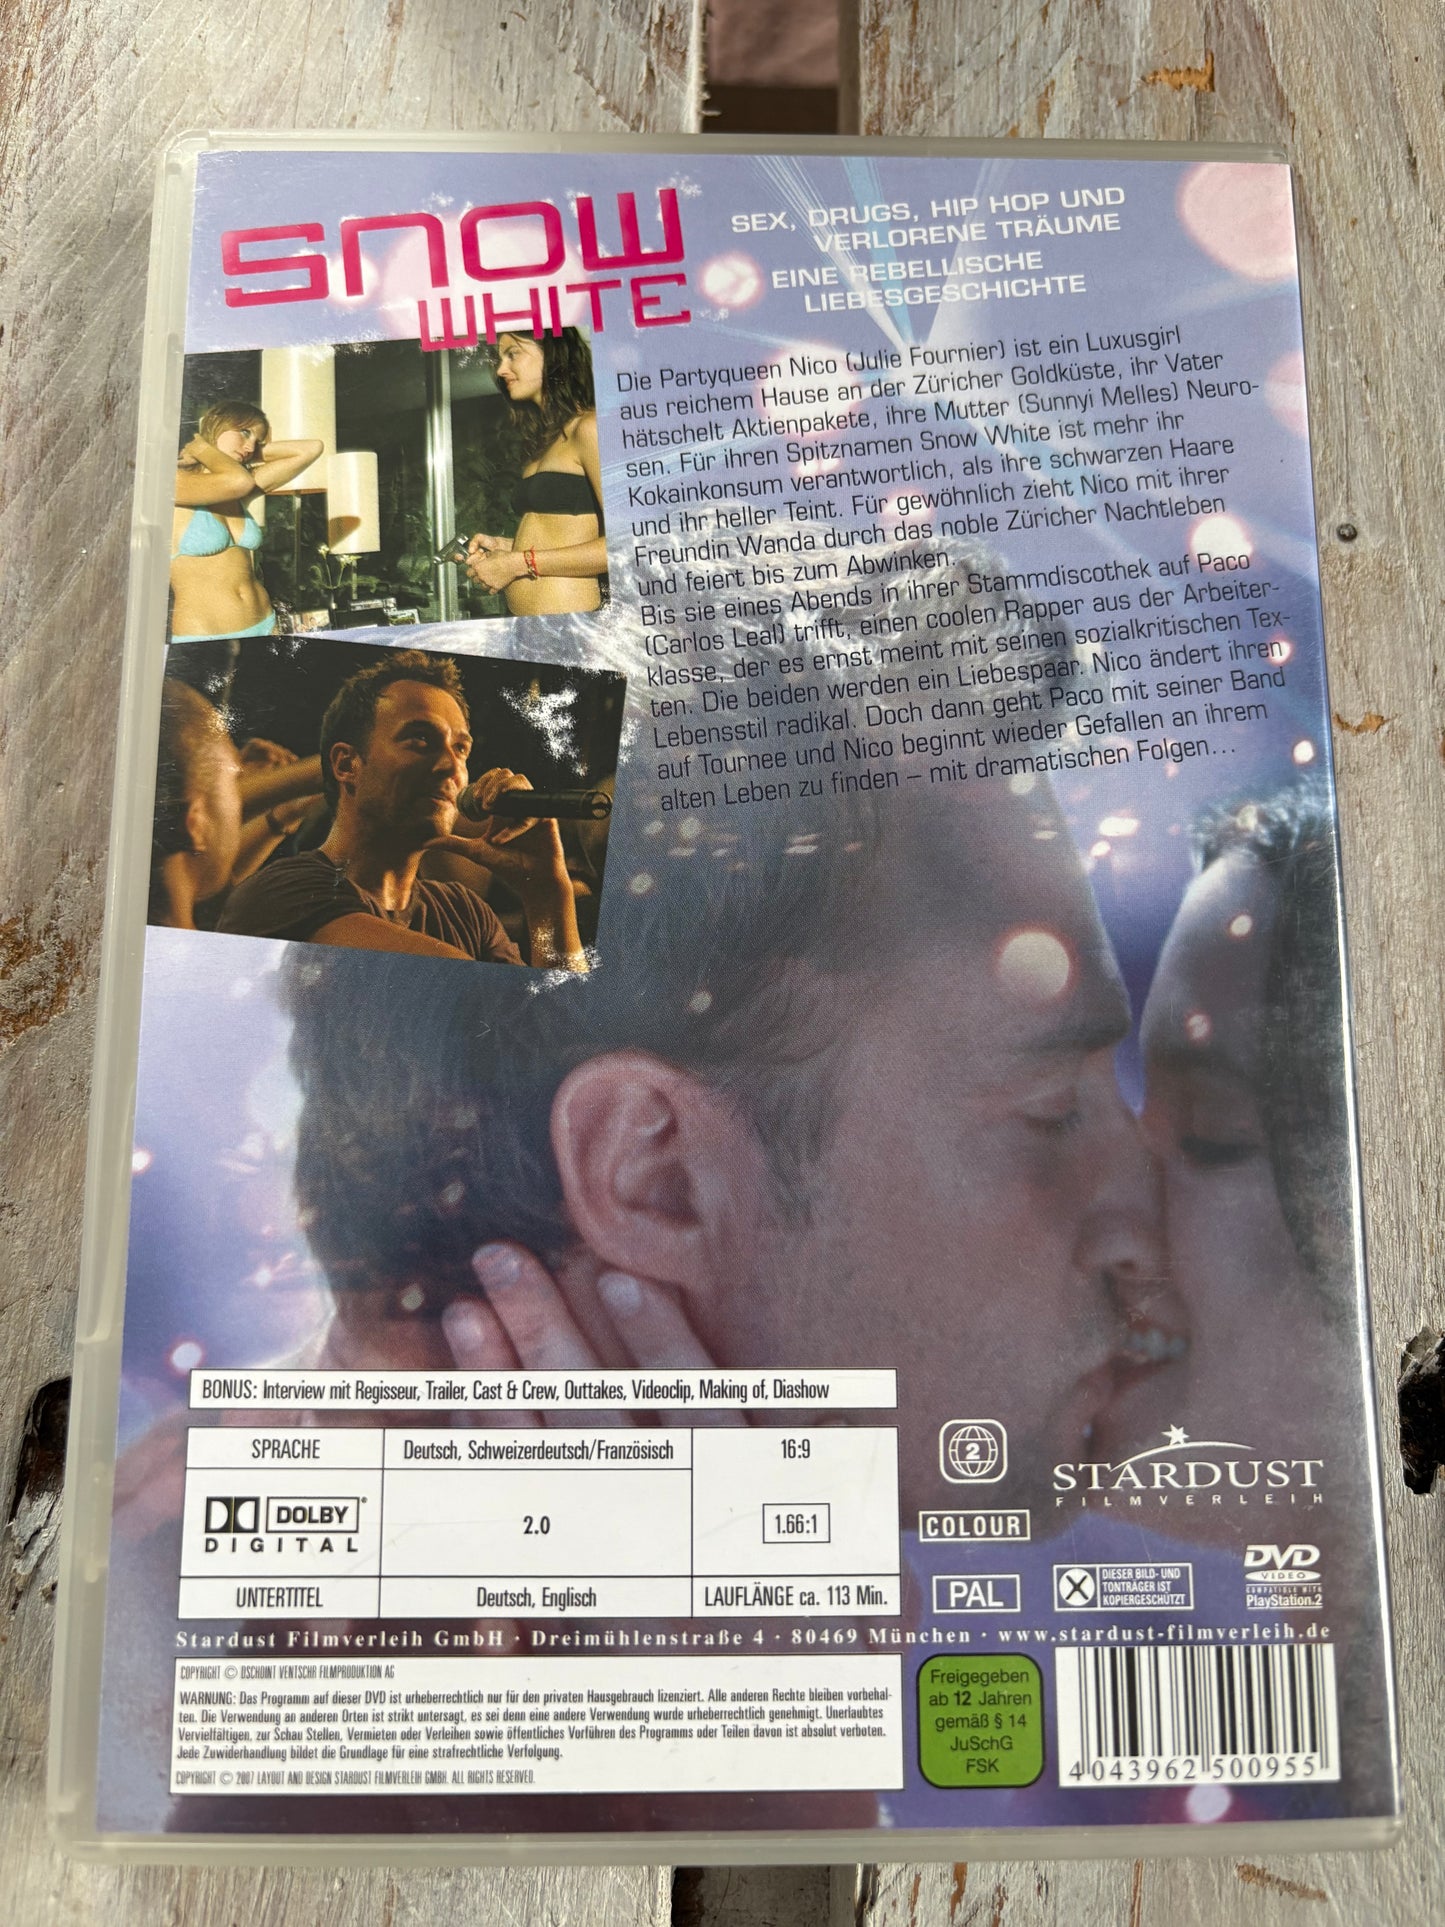 SNOW
WHITE
SEX, DRUGS, HIP HOP UND
VERLORENE TRÄUME
EINE REBELLISCHE
LIEBESGESCHICHTE
Die Partyqueen Nico (Julie Fournier) ist ein Luxusgirl
aus reichem Hause an der Züricher Goldküste, ihr Vater
hätschelt Aktienpakete, ihre Mutter (Sunnyi Melles) Neuro-
sen. Für ihren Spitznamen Snow White ist mehr ihr
Kokainkonsum verantwortlich, als ihre schwarzen Haare
und ihr heller Teint. Für gewöhnlich zieht Nico mit ihrer
Freundin Wanda durch das noble Züricher Nachtleben
und feiert bis zum Abwinken.
Bis sie eines Abends in ihrer Stammdiscothek auf Paco
(Carlos Leal) trifft, einen coolen Rapper aus der Arbeiter-
klasse, der es ernst meint mit seinen sozialkritischen Tex-
ten. Die beiden werden ein Liebespaar. Nico ändert ihren
Lebensstil radikal. Doch dann geht Paco mit seiner Band
auf Tournee und Nico beginnt wieder Gefallen an ihrem
alten Leben zu finden – mit dramatischen Folgen...
BONUS: Interview mit Regisseur, Trailer, Cast & Crew, Outtakes, Videoclip, Making of, Diashow
SPRACHE Deutsch, Schweizerdeutsch/Französisch 16:9
DOLBY®
DIGITAL
2.0
1.66:1
UNTERTITEL Deutsch, Englisch LAUFLÄNGE ca. 113 Min.
2
COLOUR
PAL
STARDUST
FILMVERLEIH
DIESER BILD- UND
TONTRÄGER IST
KOPIERGESCHÜTZT
DVD
VIDEO
COMPATIBLE WITH
PlayStation.2
Stardust Filmverleih GmbH · Dreimühlenstraße 4 · 80469 München · www.stardust-filmverleih.de
COPYRIGHT © DSCHOINT VENTSCHR FILMPRODUKTION AG
WARNUNG: Das Programm auf dieser DVD ist urheberrechtlich nur für den privaten Hausgebrauch lizenziert. Alle anderen Rechte bleiben vorbehal-
ten. Die Verwendung an anderen Orten ist strikt untersagt, es sei denn eine andere Verwendung wurde urheberrechtlich genehmigt. Unerlaubtes
Vervielfältigen, zur Schau Stellen, Vermieten oder Verleihen sowie öffentliches Vorführen des Programms oder Teilen davon ist absolut verboten.
Jede Zuwiderhandlung bildet die Grundlage für eine strafrechtliche Verfolgung.
COPYRIGHT © 2007 LAYOUT AND DESIGN STARDUST FILMVERLEIH GMBH. ALL RIGHTS RESERVED.
Freigegeben
ab 12 Jahren
gemäß § 14
JuSchG
FSK
4 043962 500955